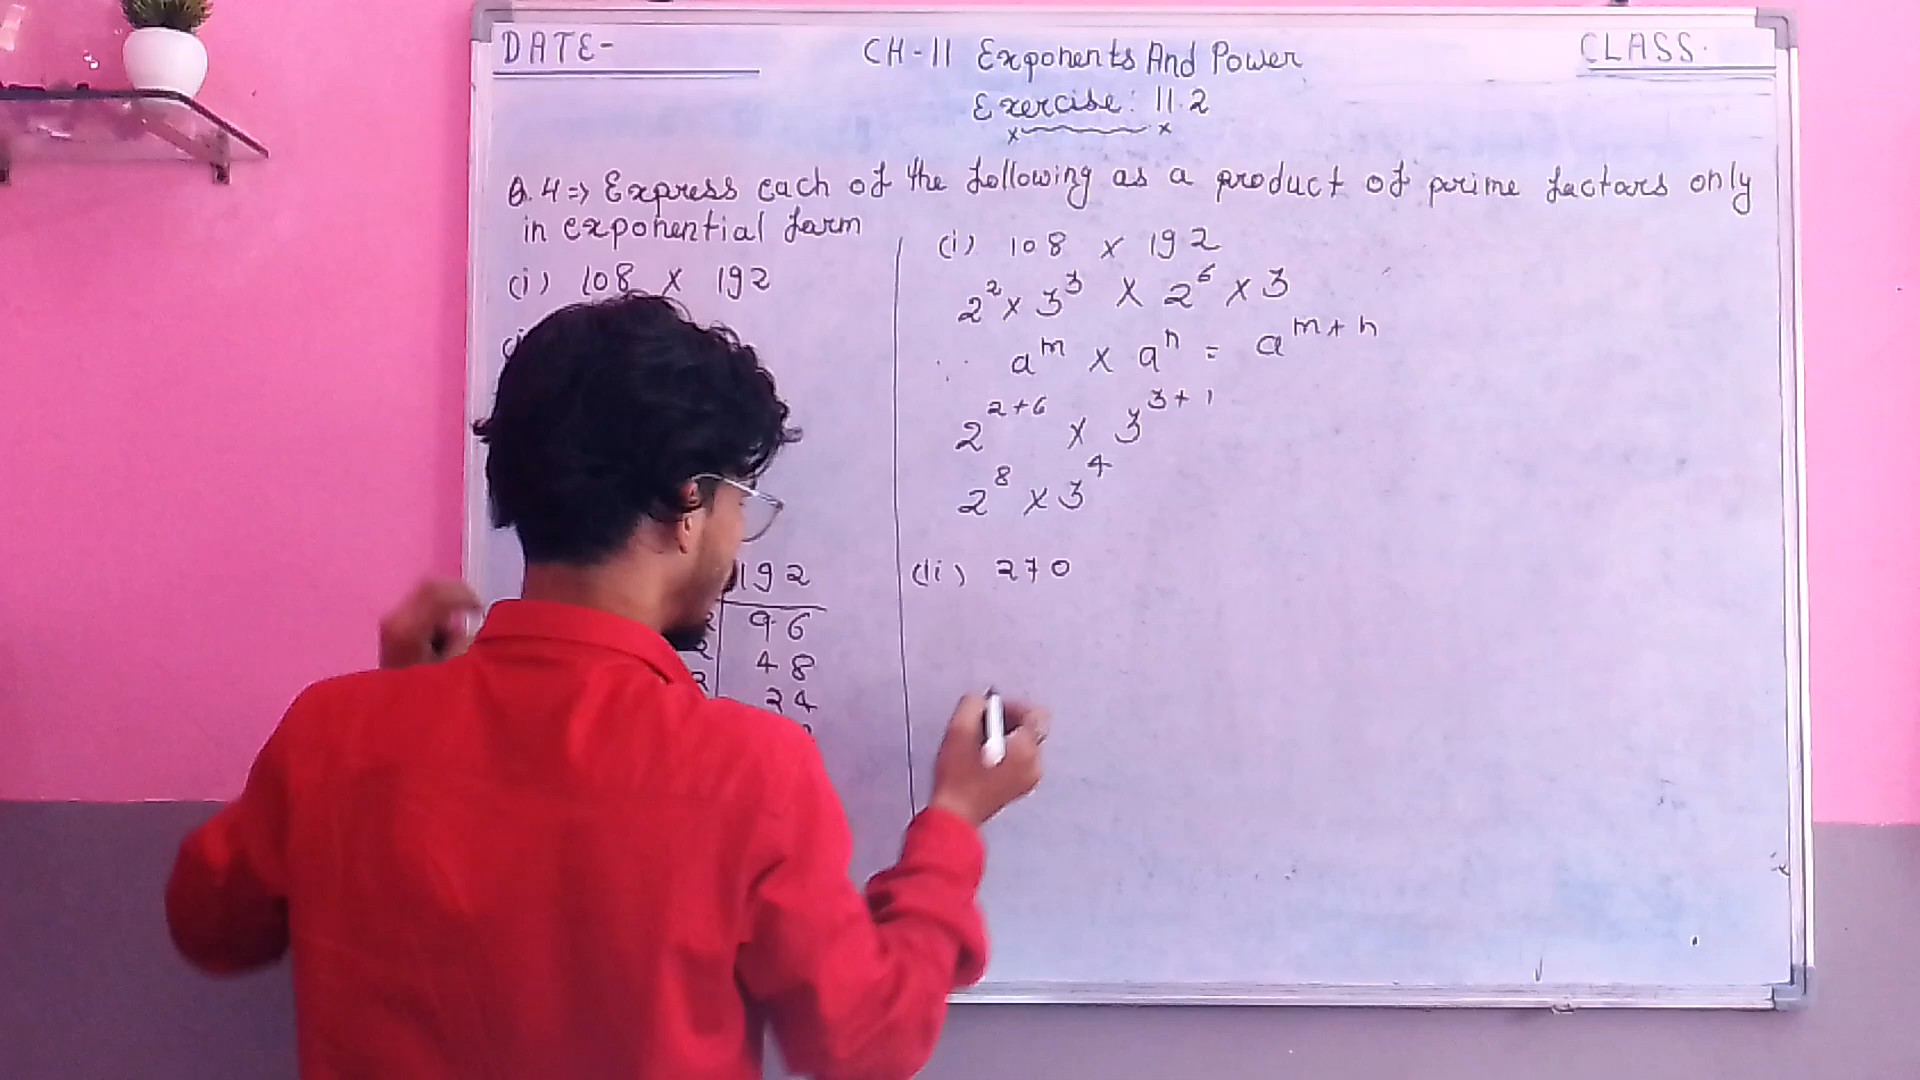 DATE-
CH-11 Exponents And Power
CLASS.
Exercise: 11.2
Q.4=> Express each of the following as a product of prime factors only
in exponential form
(i) 108 x 192
192
96
48
24
(i) 108 x 192
2² x 3³ x 2⁶ x 3
∴ aᵐ x aⁿ = aᵐ⁺ⁿ
2²⁺⁶ x 3³⁺¹
2⁸ x 3⁴
(ii) 270